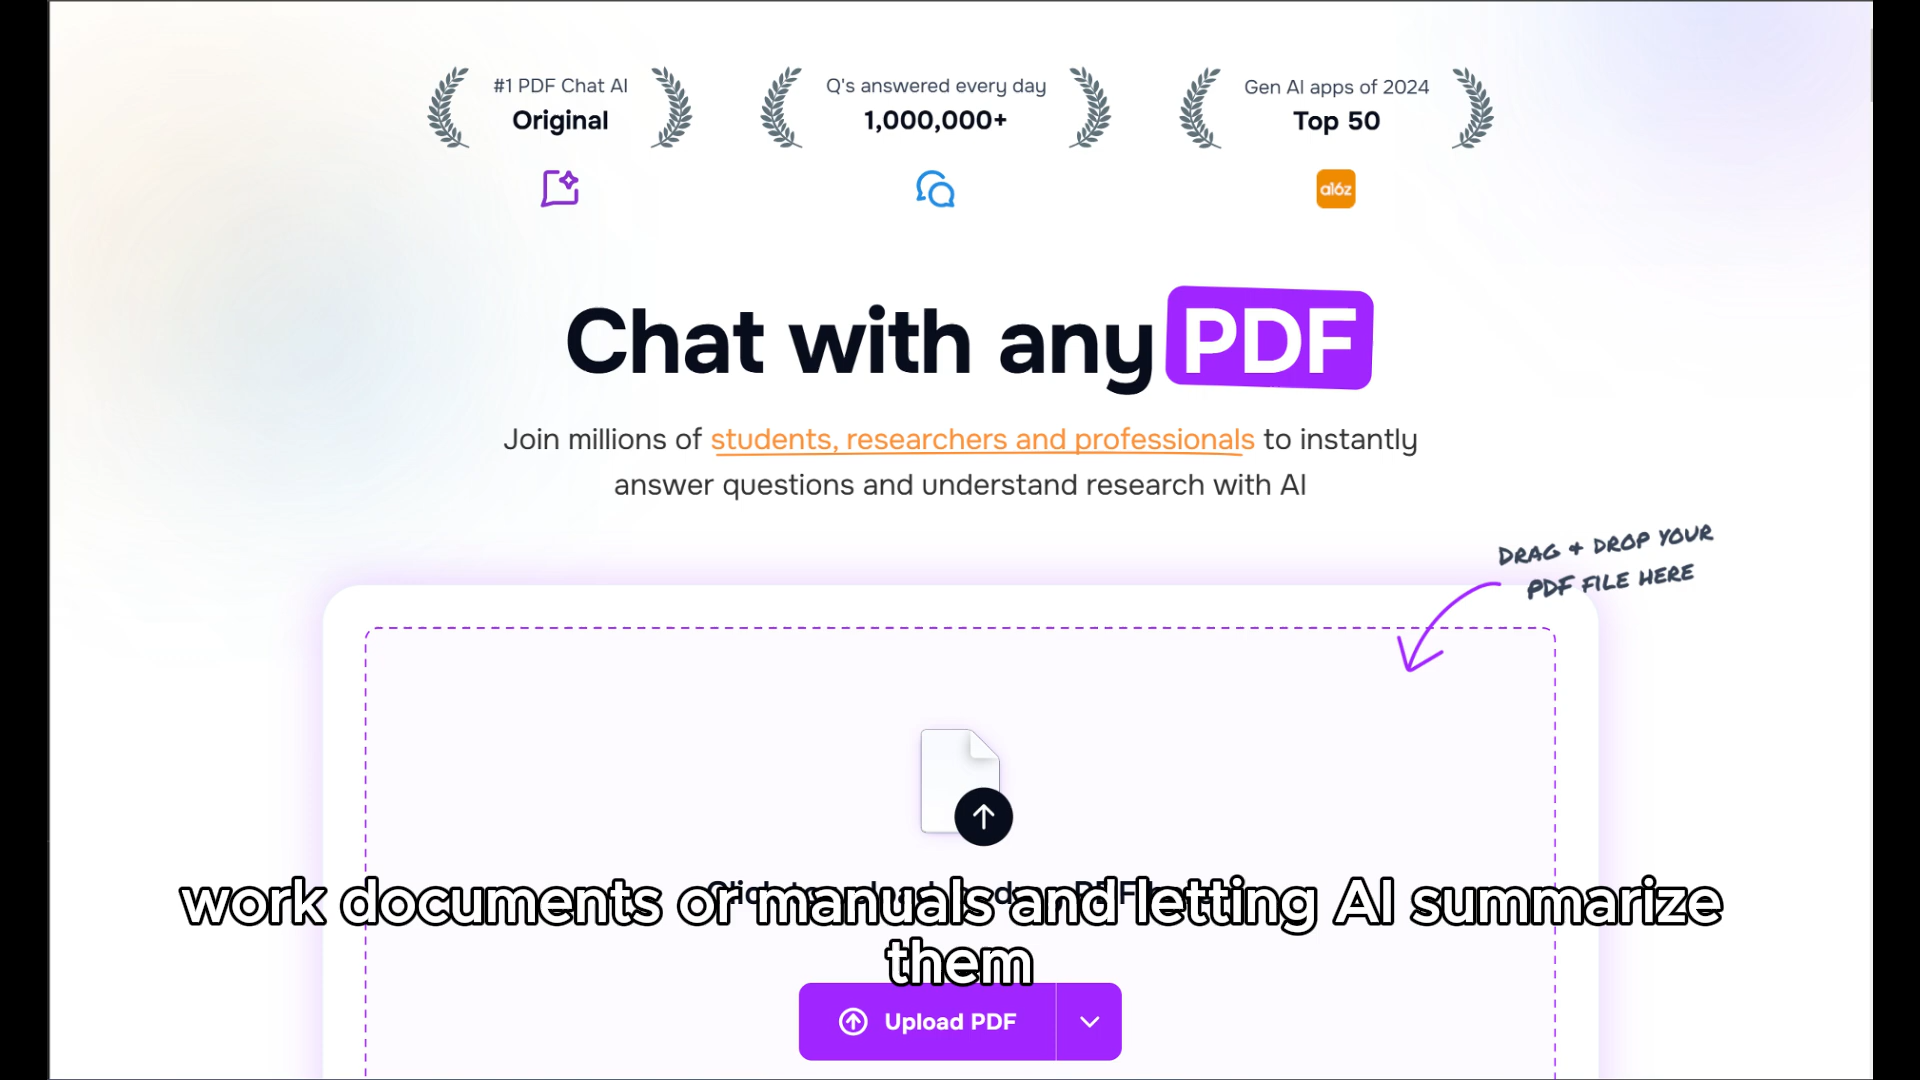 #1 PDF Chat AI
Original
Q's answered every day
1,000,000+
Gen AI apps of 2024
Top 50
a16z
Chat with any PDF
Join millions of students, researchers and professionals to instantly
answer questions and understand research with AI
DRAG + DROP YOUR
PDF FILE HERE
work documents or manuals and letting AI summarize
them
Upload PDF